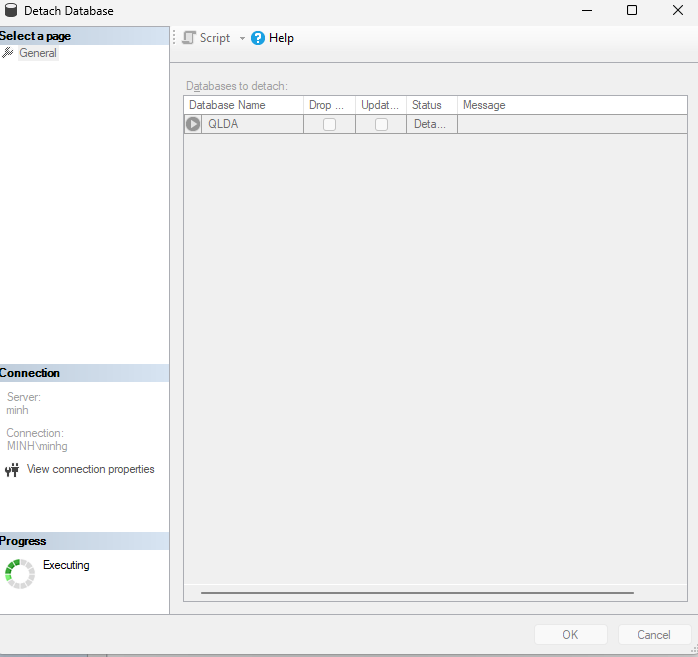 Detach Database
Select a page
General
Script
Help
Databases to detach:
Database Name Drop ... Updat... Status Message
QLDA Deta...
Connection
Server:
minh
Connection:
MINH\minhg
View connection properties
Progress
Executing
OK Cancel